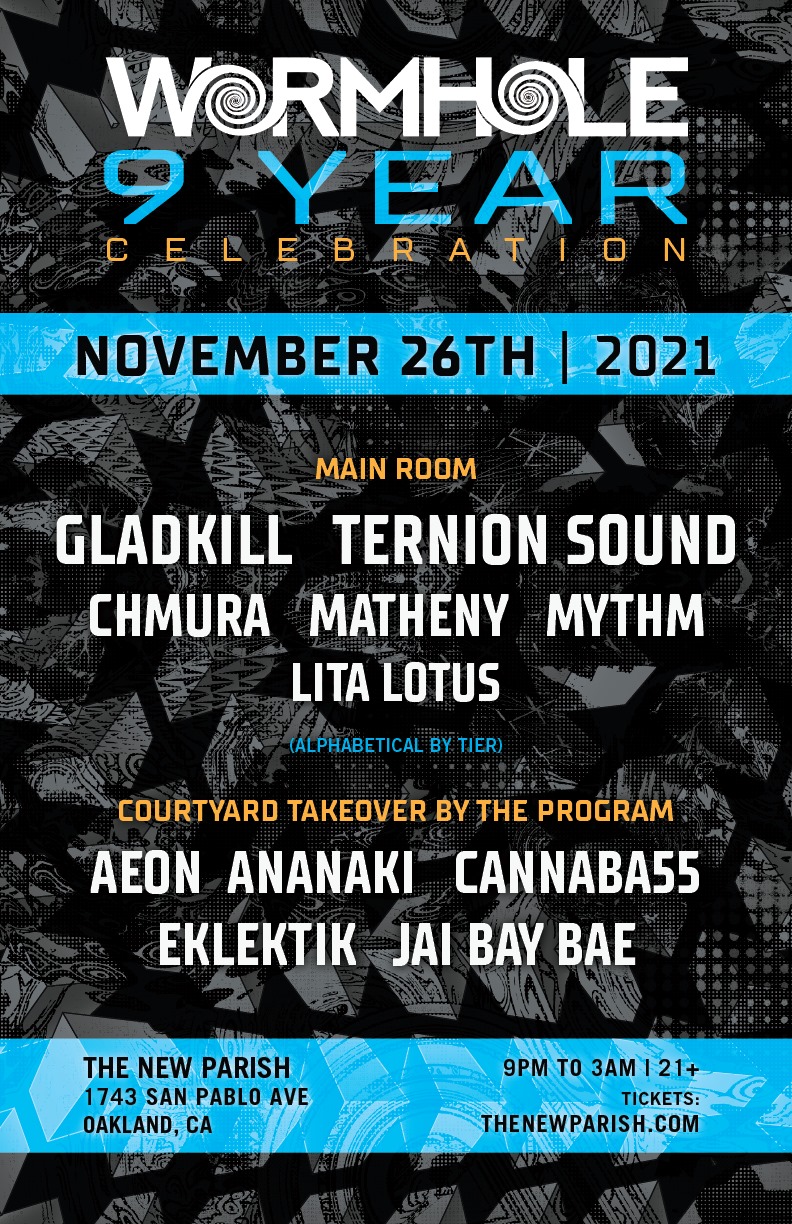 WORMHOLE
9 YEAR
CELEBRATION
NOVEMBER 26TH | 2021
MAIN ROOM
GLADKILL TERNION SOUND
CHMURA MATHENY MYTHM
LITA LOTUS
(ALPHABETICAL BY TIER)
COURTYARD TAKEOVER BY THE PROGRAM
AEON ANANAKI CANNABA55
EKLEKTIK JAI BAY BAE
THE NEW PARISH
1743 SAN PABLO AVE
OAKLAND, CA
9PM TO 3AM | 21+
TICKETS:
THENEWPARISH.COM